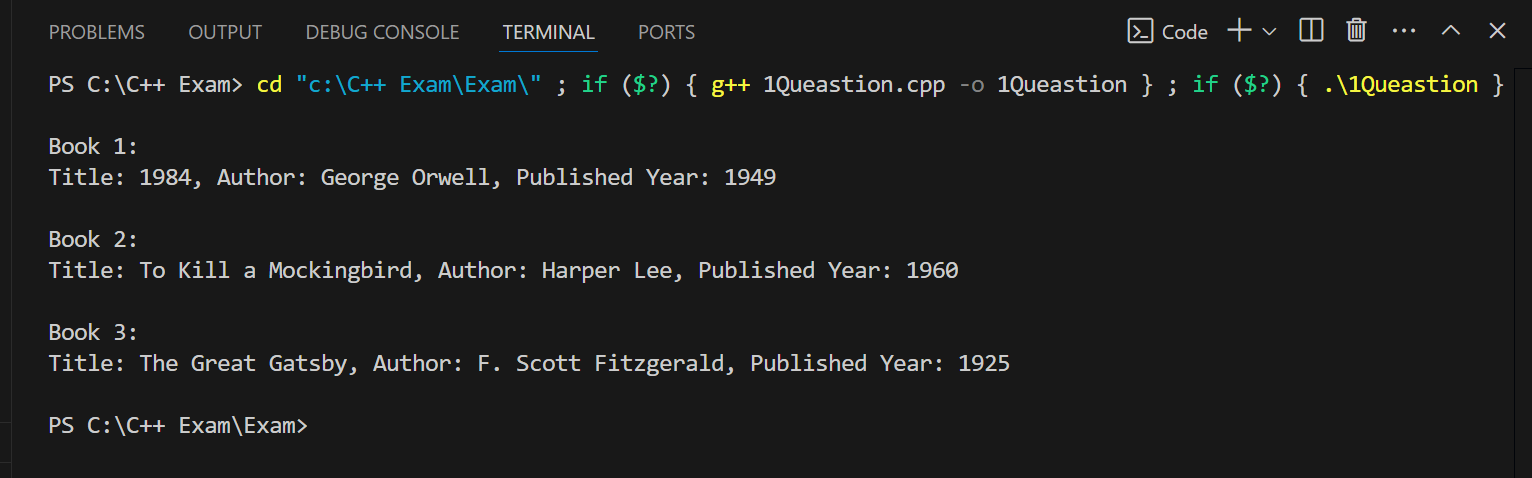 PROBLEMS OUTPUT DEBUG CONSOLE TERMINAL PORTS Code
PS C:\C++ Exam> cd "c:\C++ Exam\Exam\" ; if ($?) { g++ 1Queastion.cpp -o 1Queastion } ; if ($?) { .\1Queastion }
Book 1:
Title: 1984, Author: George Orwell, Published Year: 1949
Book 2:
Title: To Kill a Mockingbird, Author: Harper Lee, Published Year: 1960
Book 3:
Title: The Great Gatsby, Author: F. Scott Fitzgerald, Published Year: 1925
PS C:\C++ Exam\Exam>